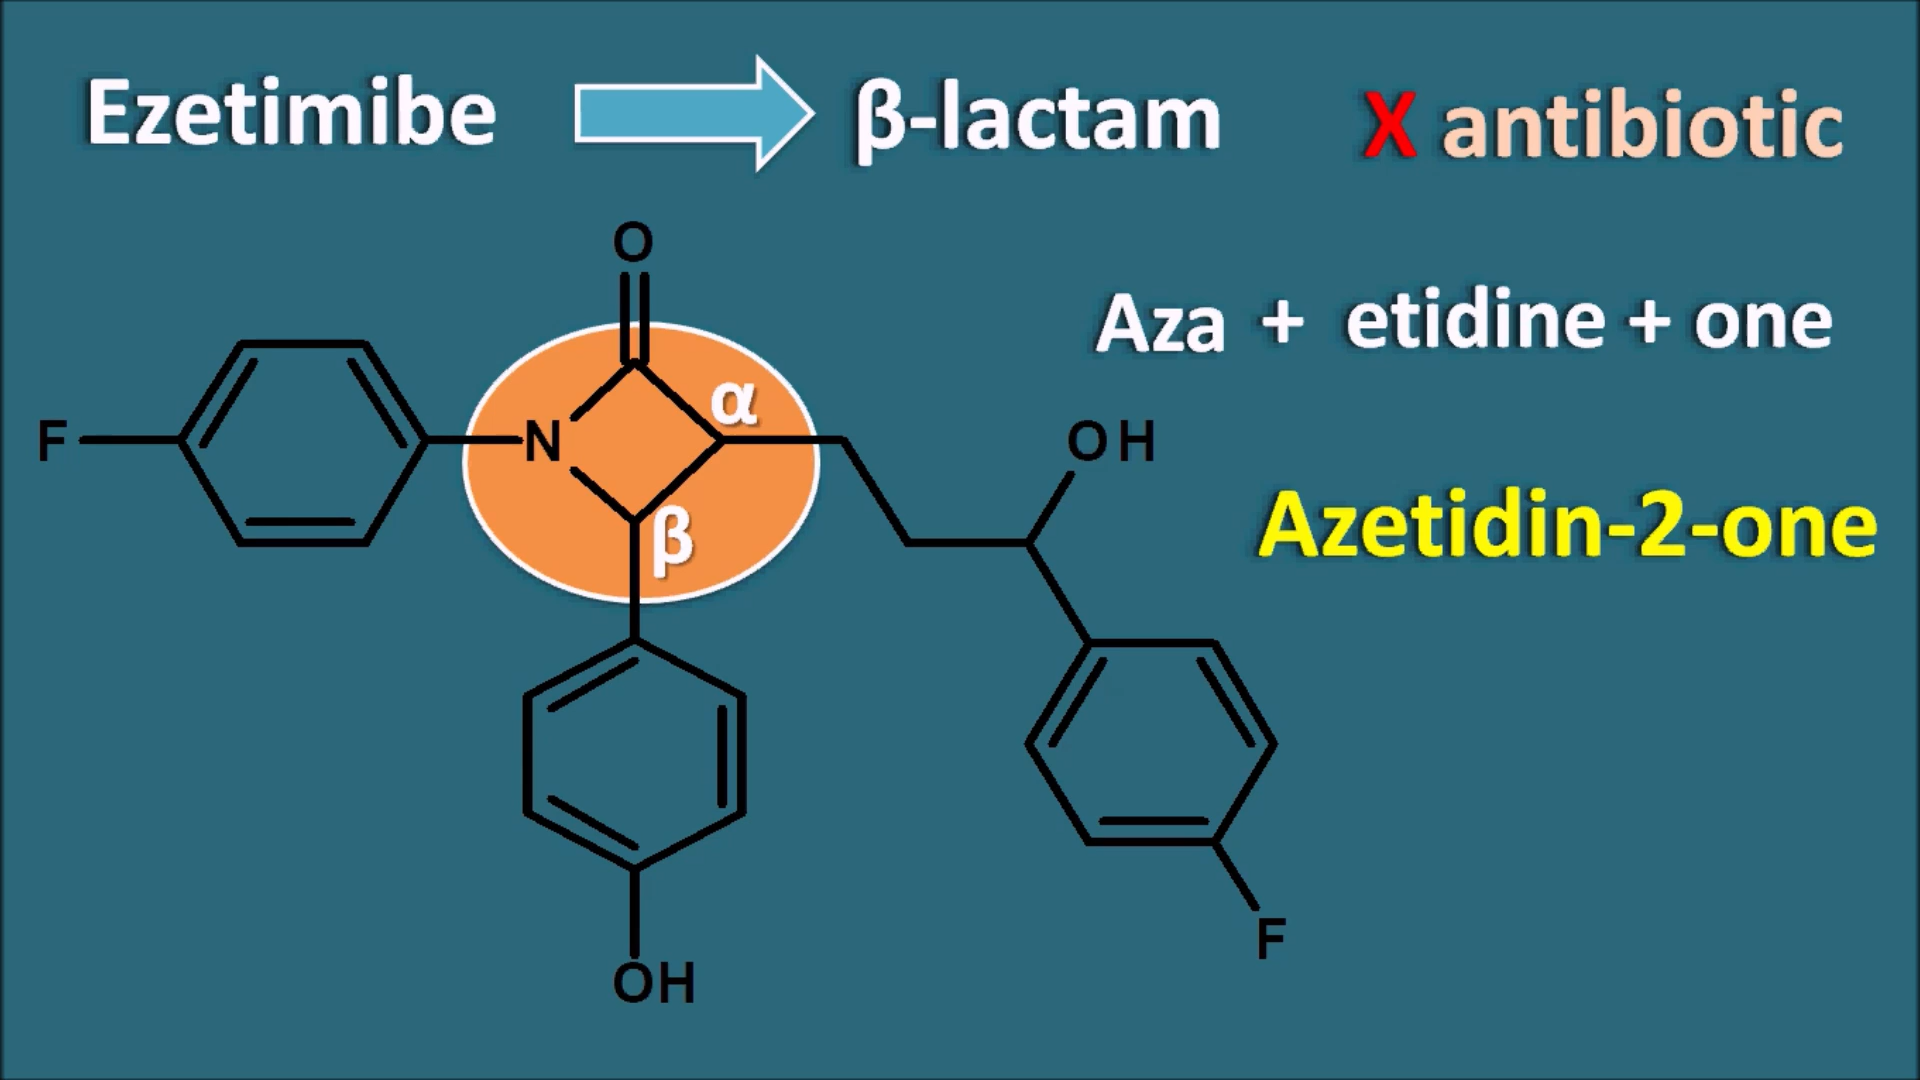 Ezetimibe β-lactam X antibiotic
O
Aza + etidine + one
α
F N OH
Azetidin-2-one
β
F
OH